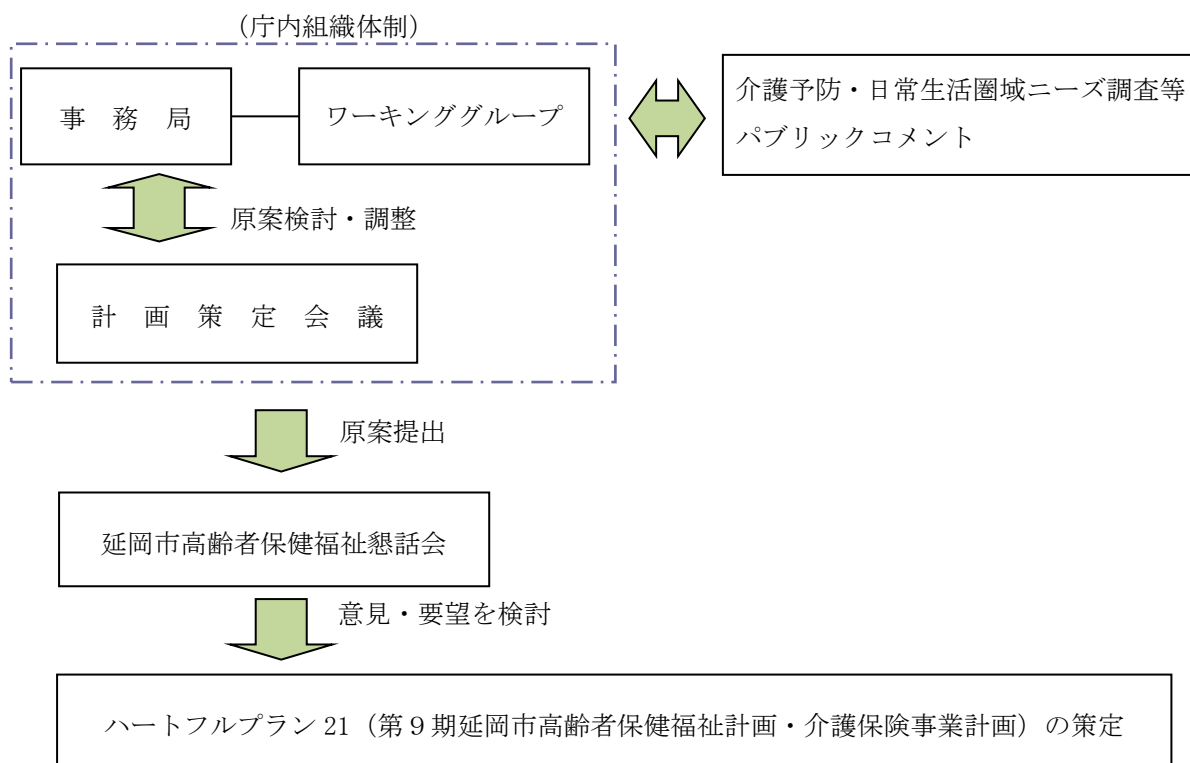 (庁内組織体制)
事　務　局
ワーキンググループ
介護予防・日常生活圏域ニーズ調査等
パブリックコメント
原案検討・調整
計　画　策　定　会　議
原案提出
延岡市高齢者保健福祉懇話会
意見・要望を検討
ハートフルプラン 21（第９期延岡市高齢者保健福祉計画・介護保険事業計画）の策定